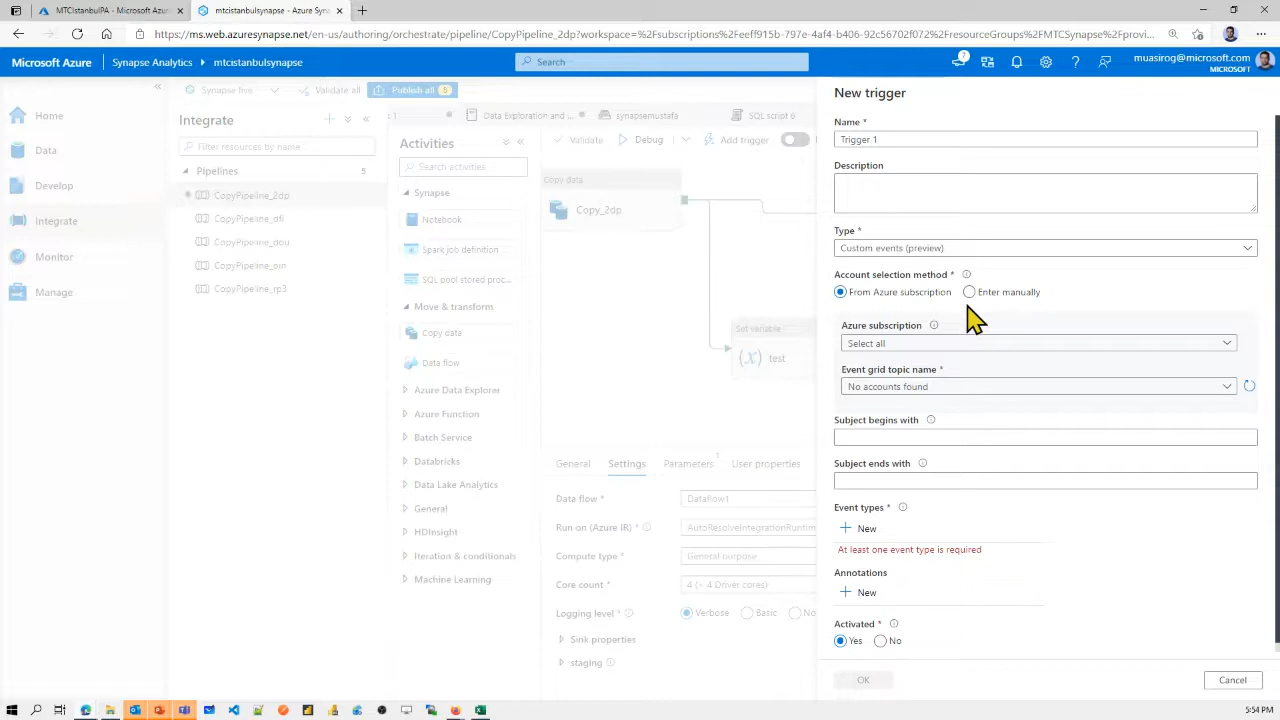 MTCistanbulPA - Microsoft Azure
mtcistanbulsynapse - Azure Syna
https://ms.web.azuresynapse.net/en-us/authoring/orchestrate/pipeline/CopyPipeline_2dp?workspace=%2Fsubscriptions%2Feeff915b-797e-4af4-b406-92c56702f072%2FresourceGroups%2FMTCSynapse%2Fprovi...
Microsoft Azure
Synapse Analytics
mtcistanbulsynapse
Search
7
muasirog@microsoft.com
MICROSOFT
Synapse live
Validate all
Publish all
8
New trigger
Home
Data
Develop
Integrate
Monitor
Manage
Integrate
Filter resources by name
Pipelines
5
CopyPipeline_2dp
CopyPipeline_dfi
CopyPipeline_dou
CopyPipeline_oin
CopyPipeline_rp3
1
Data Exploration and ...
synapsemustafa
SQL script 6
Activities
Search activities
Synapse
Notebook
Spark job definition
SQL pool stored proc...
Move & transform
Copy data
Data flow
Azure Data Explorer
Azure Function
Batch Service
Databricks
Data Lake Analytics
General
HDInsight
Iteration & conditionals
Machine Learning
Validate
Debug
Add trigger
Copy data
Copy_2dp
Set variable
(x) test
General
Settings
Parameters
1
User properties
Data flow *
Dataflow1
Run on (Azure IR) *
AutoResolveIntegrationRuntim
Compute type *
General purpose
Core count *
4 (+ 4 Driver cores)
Logging level *
Verbose
Basic
No
Sink properties
staging
Name *
Trigger 1
Description
Type *
Custom events (preview)
Account selection method *
From Azure subscription
Enter manually
Azure subscription
Select all
Event grid topic name *
No accounts found
Subject begins with
Subject ends with
Event types *
New
At least one event type is required
Annotations
New
Activated *
Yes
No
OK
Cancel
5:54 PM